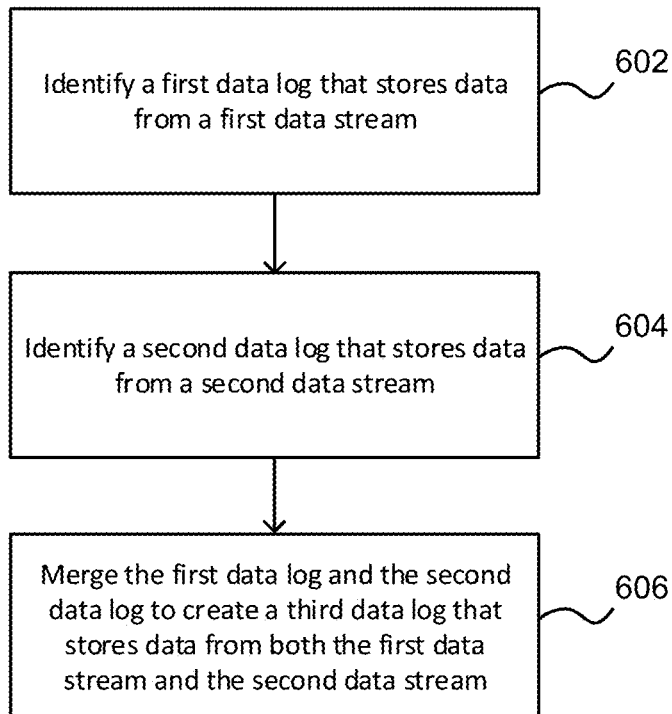 602
Identify a first data log that stores data
from a first data stream
604
Identify a second data log that stores data
from a second data stream
606
Merge the first data log and the second
data log to create a third data log that
stores data from both the first data
stream and the second data stream